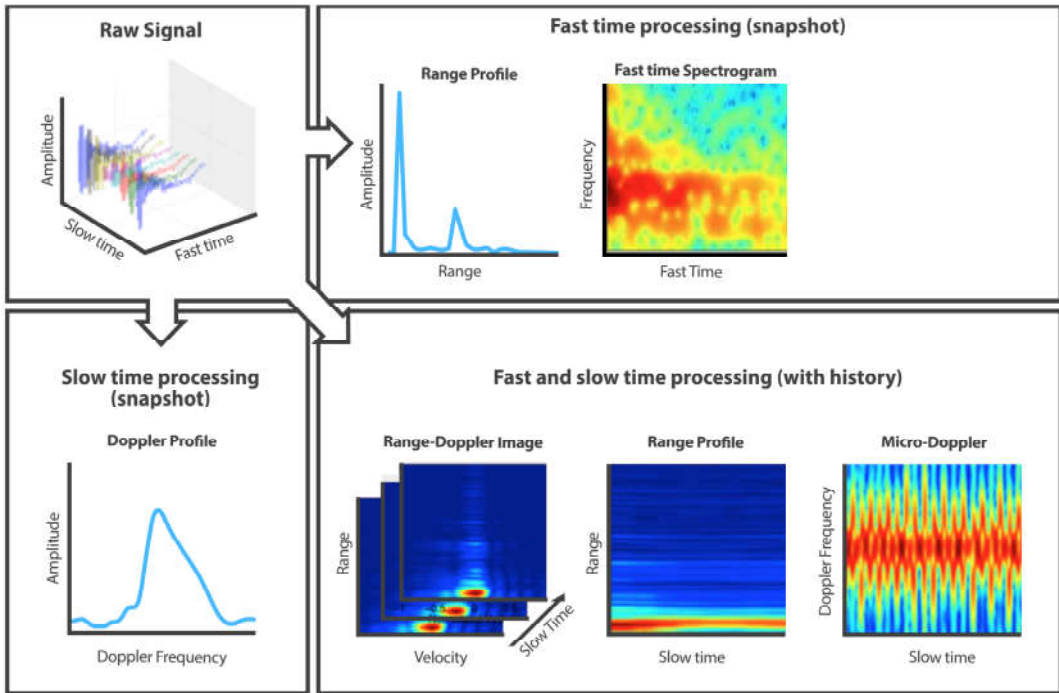 Raw Signal
Amplitude
Slow time
Fast time
Fast time processing (snapshot)
Range Profile
Amplitude
Range
Fast time Spectrogram
Frequency
Fast Time
Slow time processing
(snapshot)
Doppler Profile
Amplitude
Doppler Frequency
Fast and slow time processing (with history)
Range-Doppler Image
Range
Velocity
Slow Time
Range Profile
Range
Slow time
Micro-Doppler
Doppler Frequency
Slow time